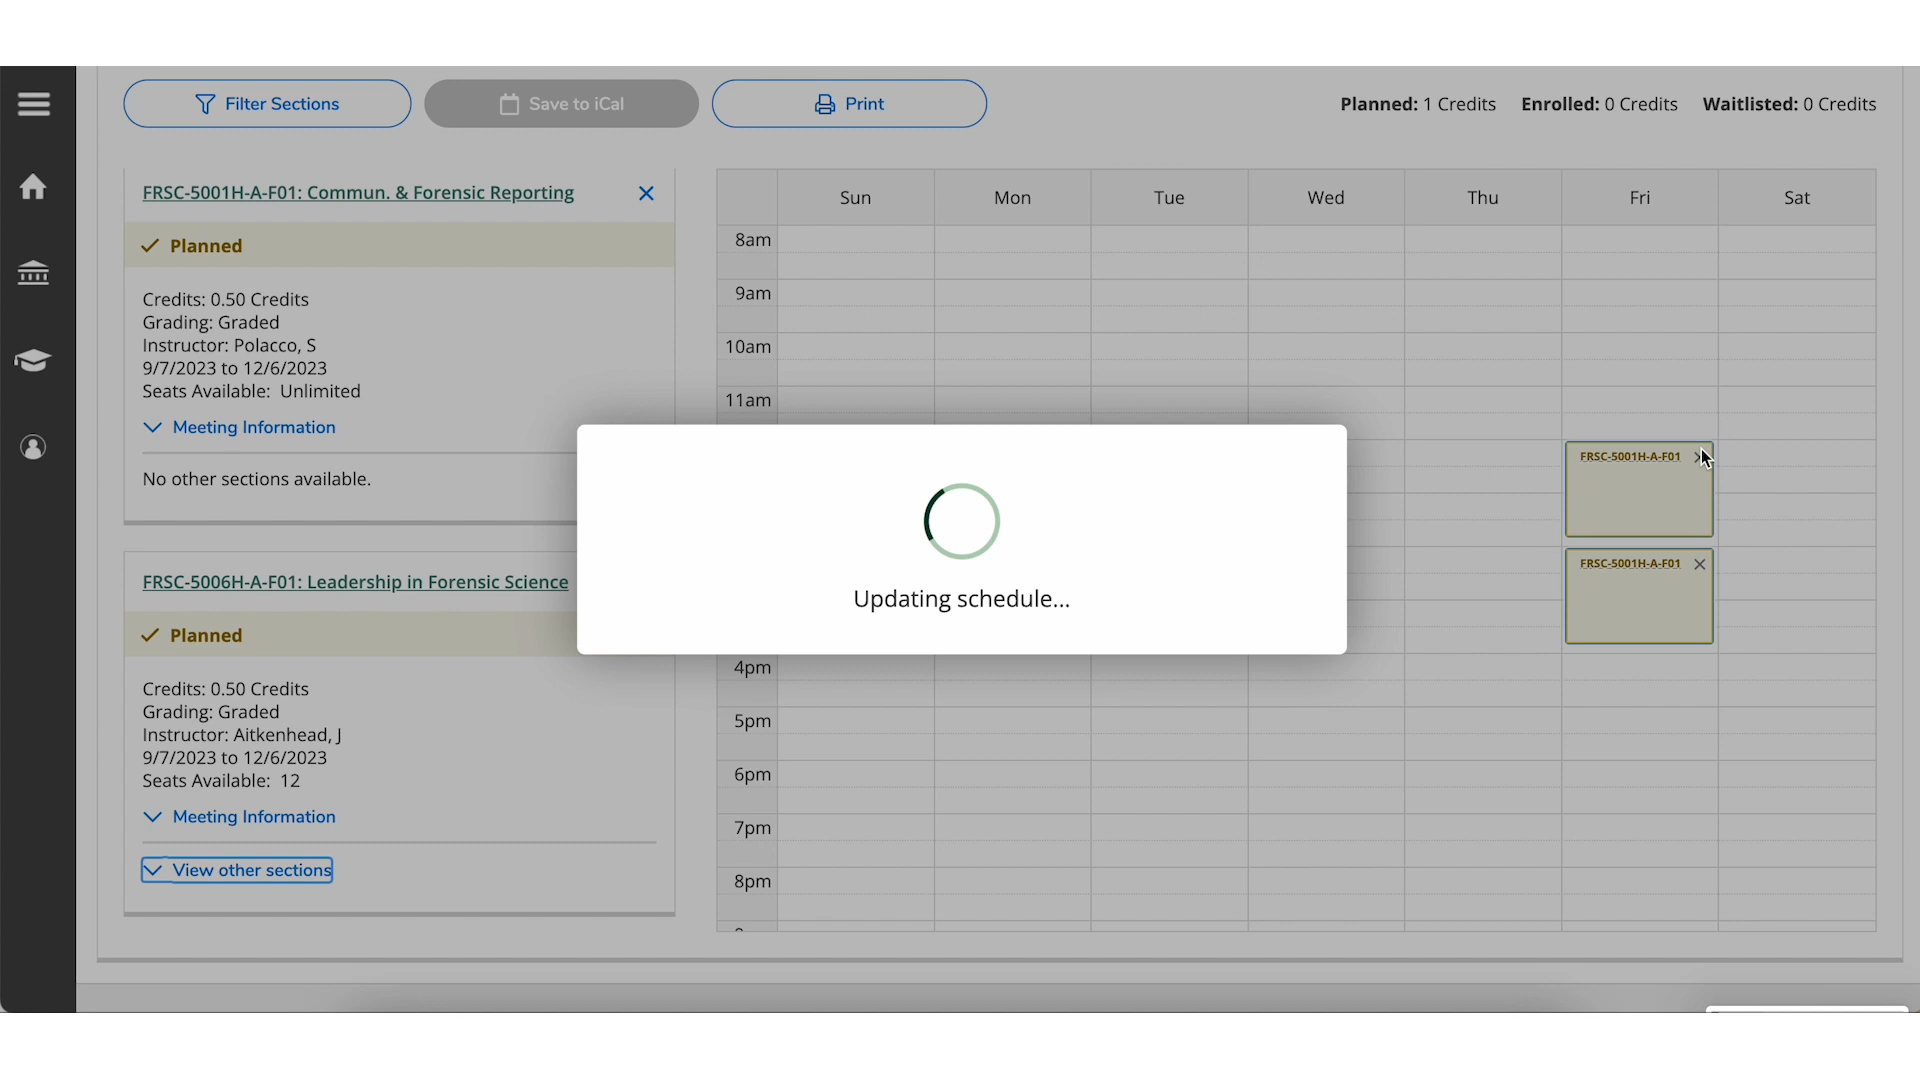 Filter Sections
Save to iCal
Print
Planned: 1 Credits Enrolled: 0 Credits Waitlisted: 0 Credits
FRSC-5001H-A-F01: Commun. & Forensic Reporting
Planned
Credits: 0.50 Credits
Grading: Graded
Instructor: Polacco, S
9/7/2023 to 12/6/2023
Seats Available: Unlimited
Meeting Information
No other sections available.
FRSC-5006H-A-F01: Leadership in Forensic Science
Planned
Credits: 0.50 Credits
Grading: Graded
Instructor: Aitkenhead, J
9/7/2023 to 12/6/2023
Seats Available: 12
Meeting Information
View other sections
Sun Mon Tue Wed Thu Fri Sat
8am
9am
10am
11am
FRSC-5001H-A-F01
FRSC-5001H-A-F01
4pm
5pm
6pm
7pm
8pm
Updating schedule...